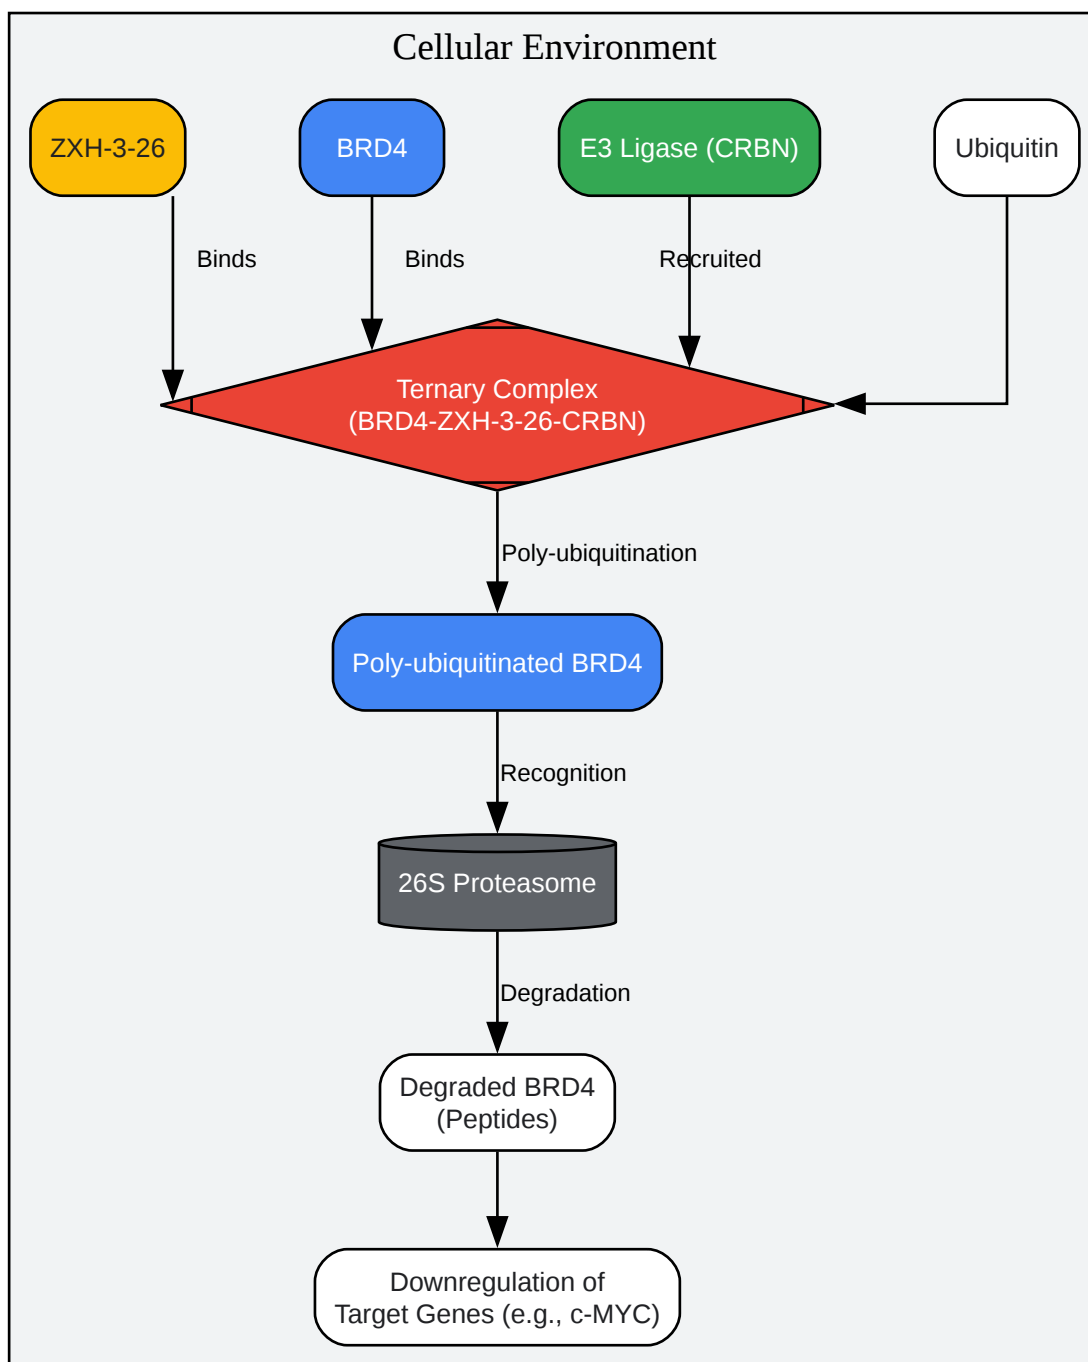 Cellular Environment
ZXH-3-26
BRD4
E3 Ligase (CRBN)
Ubiquitin
Binds
Binds
Recruited
Ternary Complex
(BRD4-ZXH-3-26-CRBN)
Poly-ubiquitination
Poly-ubiquitinated BRD4
Recognition
26S Proteasome
Degradation
Degraded BRD4
(Peptides)
Downregulation of
Target Genes (e.g., c-MYC)